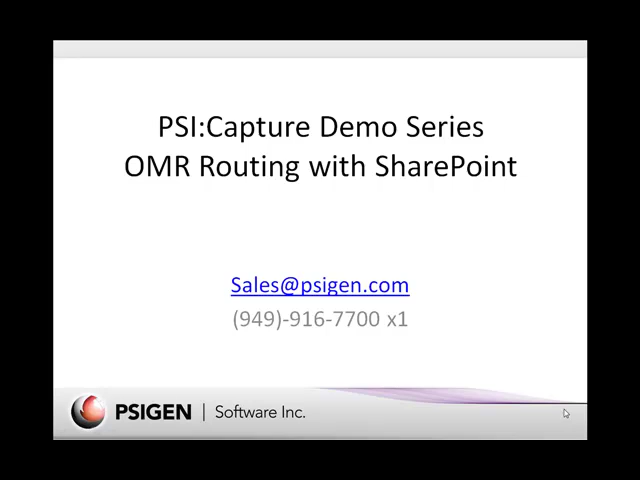 PSI:Capture Demo Series
OMR Routing with SharePoint
Sales@psigen.com
(949)-916-7700 x1
PSIGEN | Software Inc.